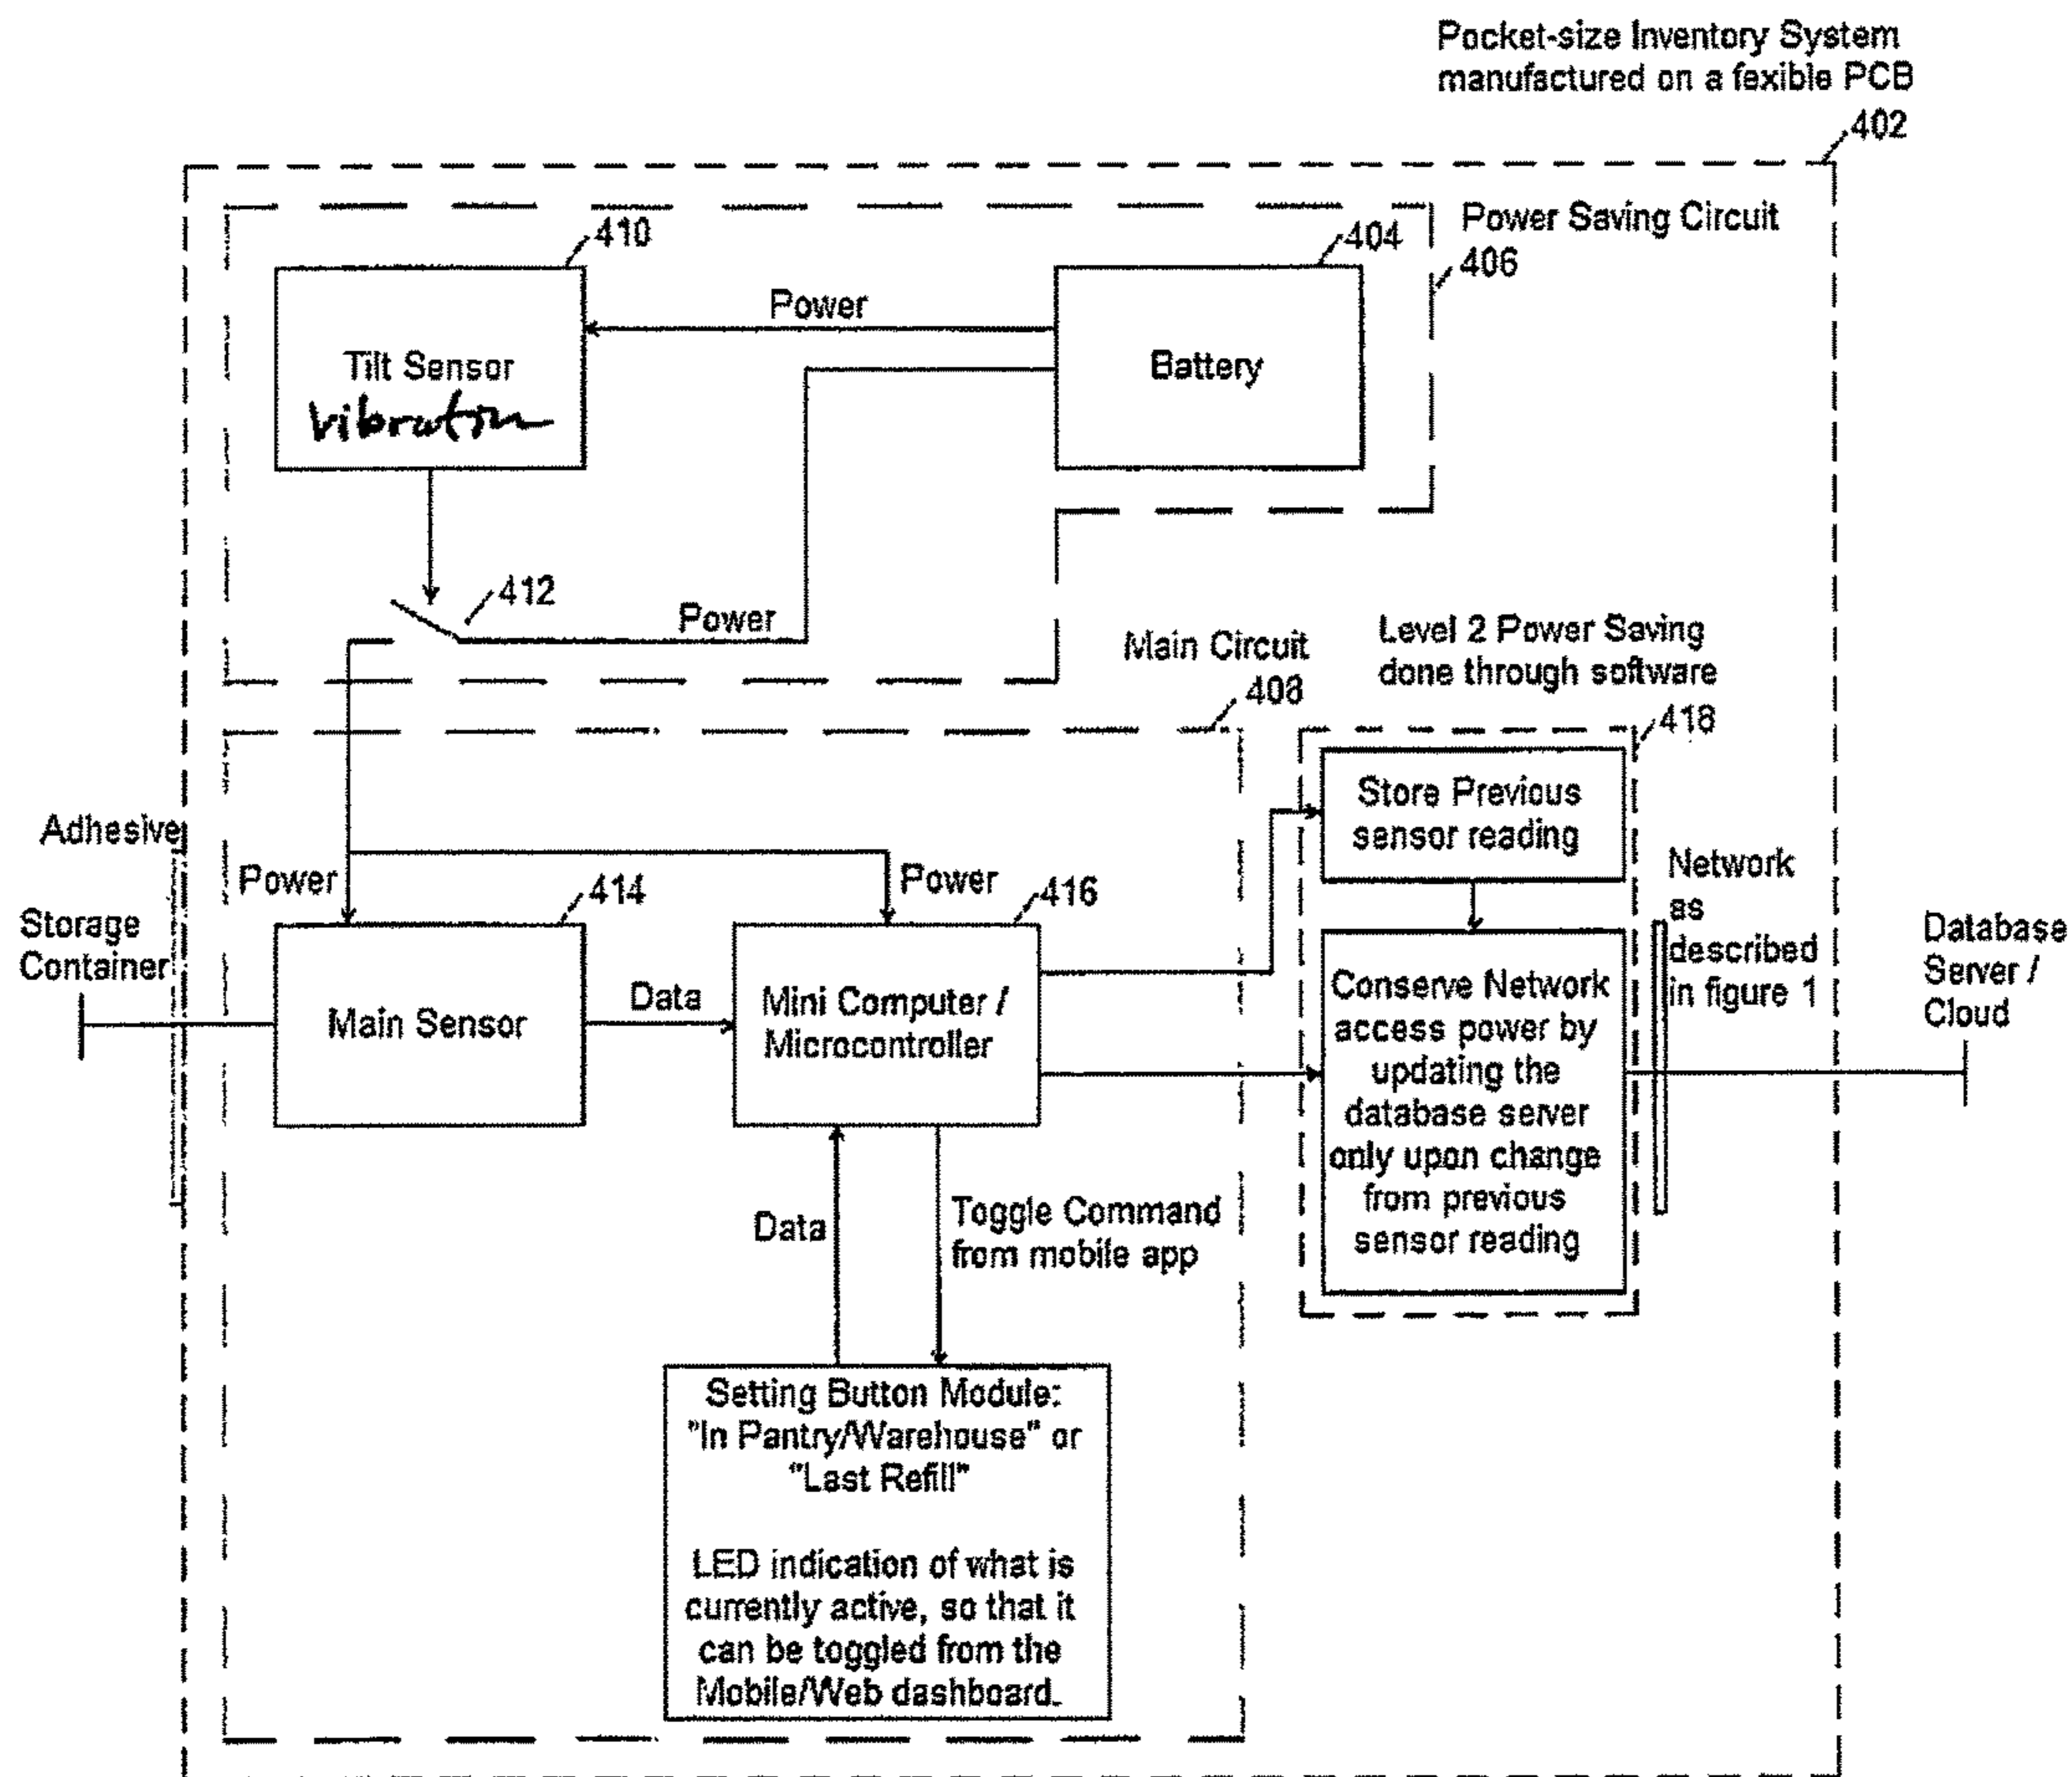 Pocket-size Inventory System
manufactured on a fexible PCB
402
410
404
Power Saving Circuit
406
Power
Tilt Sensor
vibration
Battery
412
Power
Main Circuit
408
Level 2 Power Saving
done through software
418
Store Previous
sensor reading
Adhesive
Power
414
Power
416
Network
as
described
in figure 1
Storage
Container
Main Sensor
Data
Mini Computer /
Microcontroller
Conserve Network
access power by
updating the
database server
only upon change
from previous
sensor reading
Database
Server /
Cloud
Data
Toggle Command
from mobile app
Setting Button Module:
"In Pantry/Warehouse" or
"Last Refill"
LED indication of what is
currently active, so that it
can be toggled from the
Mobile/Web dashboard.